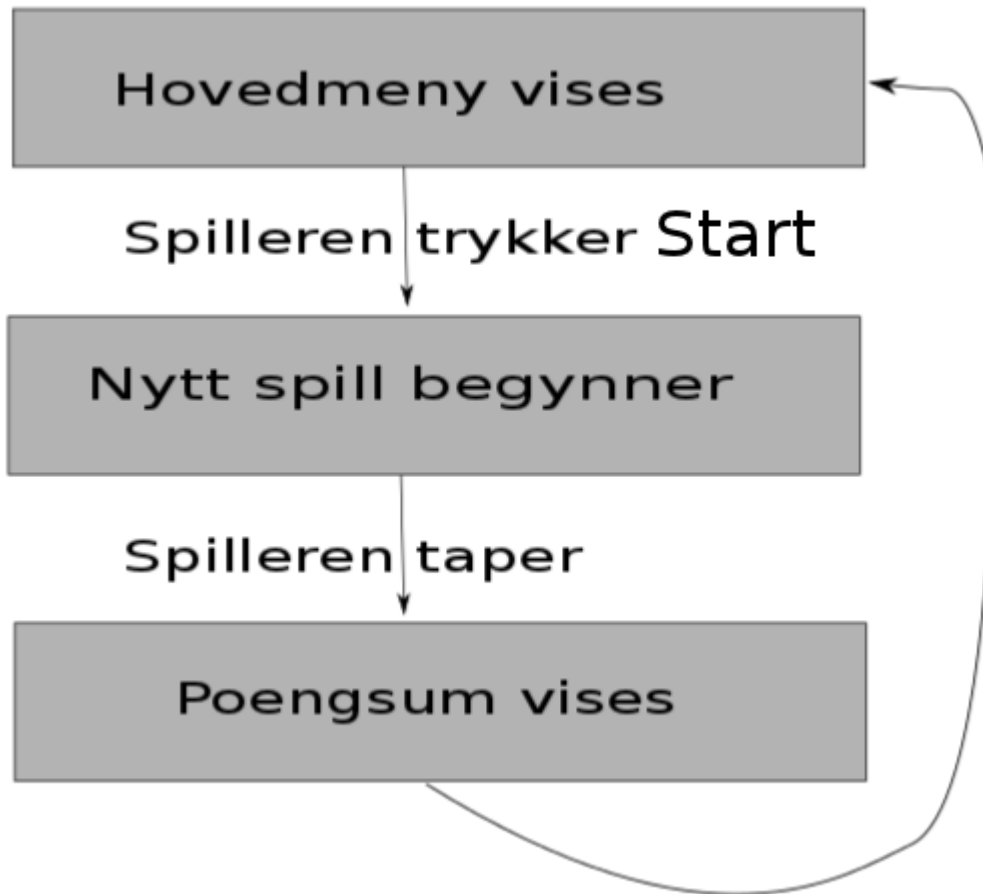 Hovedmeny vises
Spilleren trykker Start
Nytt spill begynner
Spilleren taper
Poengsum vises